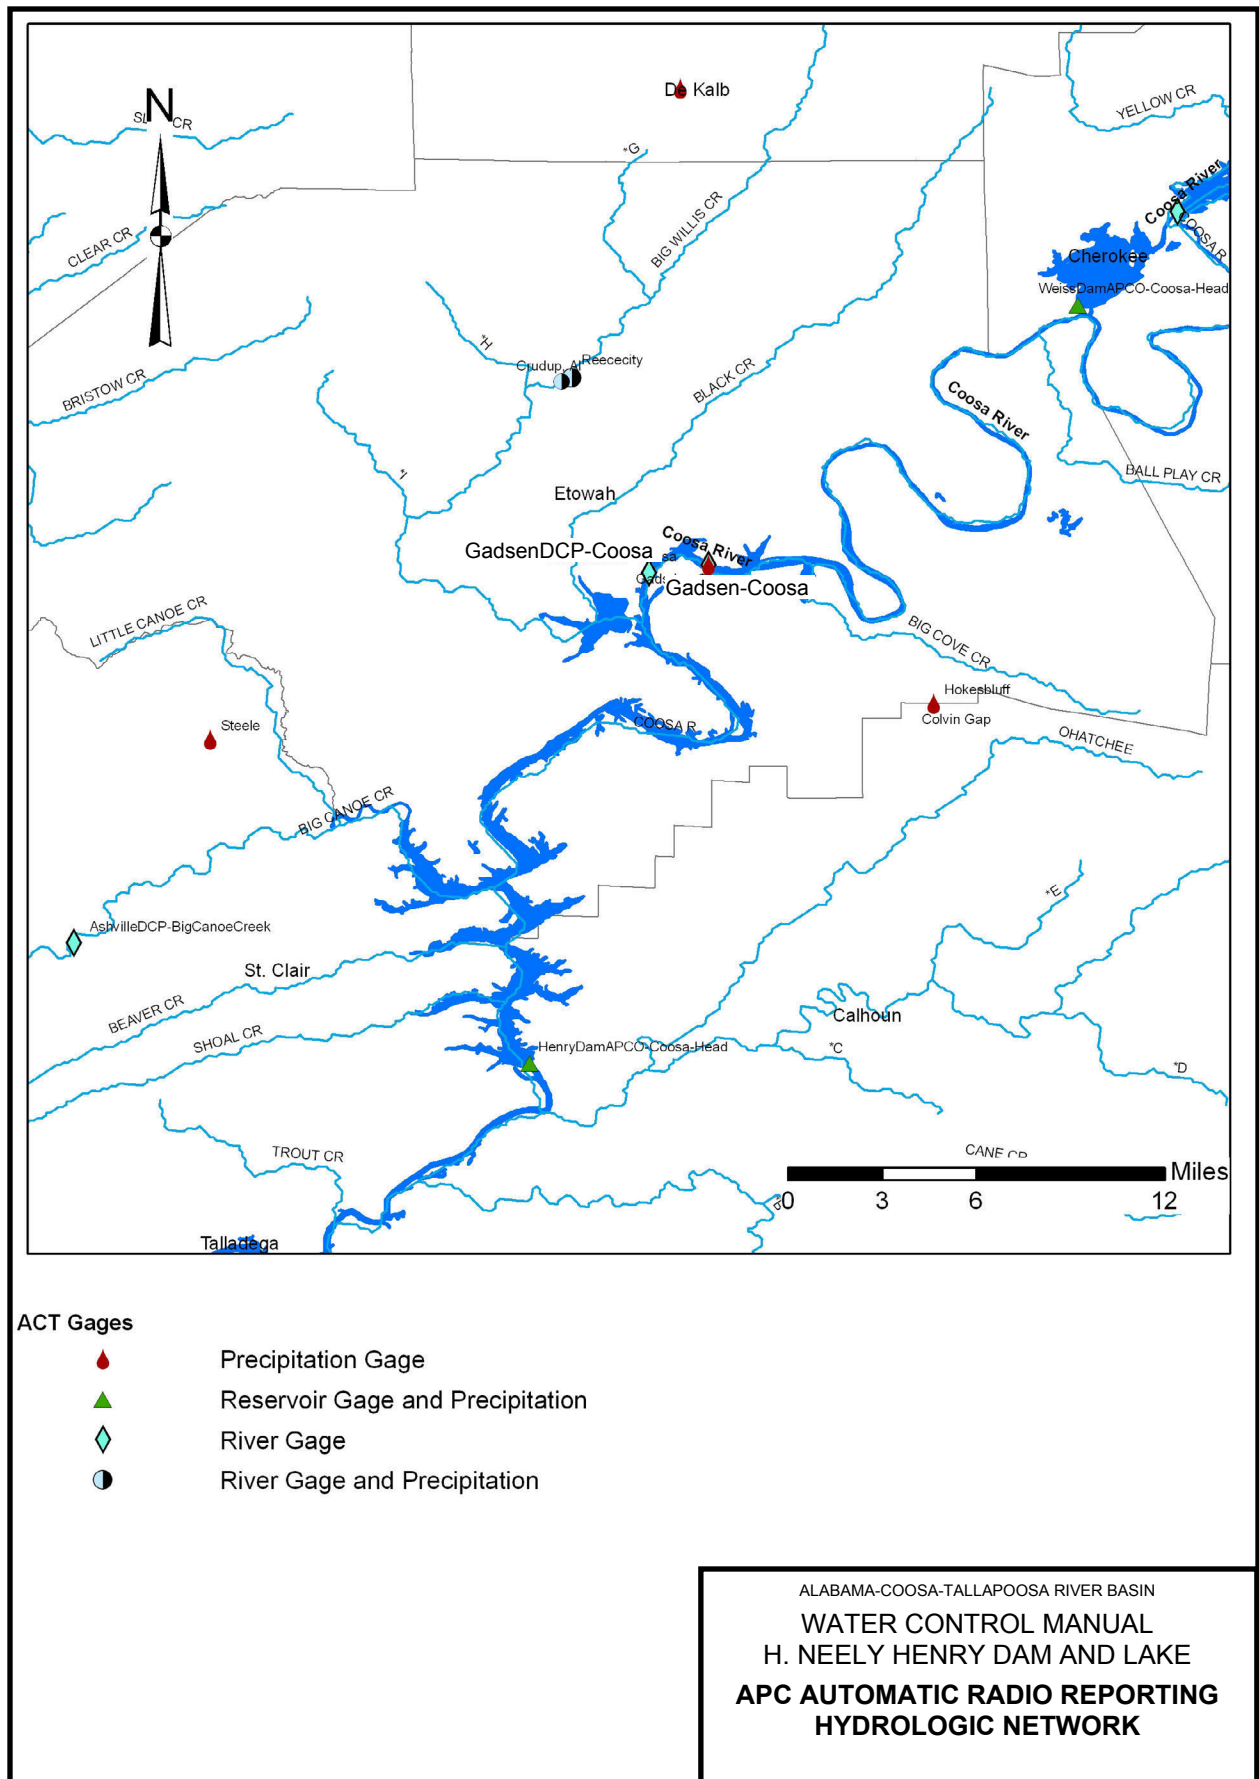 De Kalb
N
CR
YELLOW CR
*G
Coosa River
BIG WILLIS CR
COOSA R
CLEAR CR
Cherokee
WeissDamAPCO-Coosa-Head
*H
Reececity
Crudup, Al
BRISTOW CR
BLACK CR
Coosa River
*I
BALL PLAY CR
Etowah
Coosa River
GadsenDCP-Coosa
sa
Gads
Gadsen-Coosa
LITTLE CANOE CR
BIG COVE CR
Hokesbluff
Steele
COOSA R
Colvin Gap
OHATCHEE
BIG CANOE CR
*E
AshvilleDCP-BigCanoeCreek
St. Clair
BEAVER CR
Calhoun
SHOAL CR
HenryDamAPCO-Coosa-Head
*C
*D
TROUT CR
CANE CR
Miles
0 3 6 12
Talladega
ACT Gages
Precipitation Gage
Reservoir Gage and Precipitation
River Gage
River Gage and Precipitation
ALABAMA-COOSA-TALLAPOOSA RIVER BASIN
WATER CONTROL MANUAL
H. NEELY HENRY DAM AND LAKE
APC AUTOMATIC RADIO REPORTING
HYDROLOGIC NETWORK